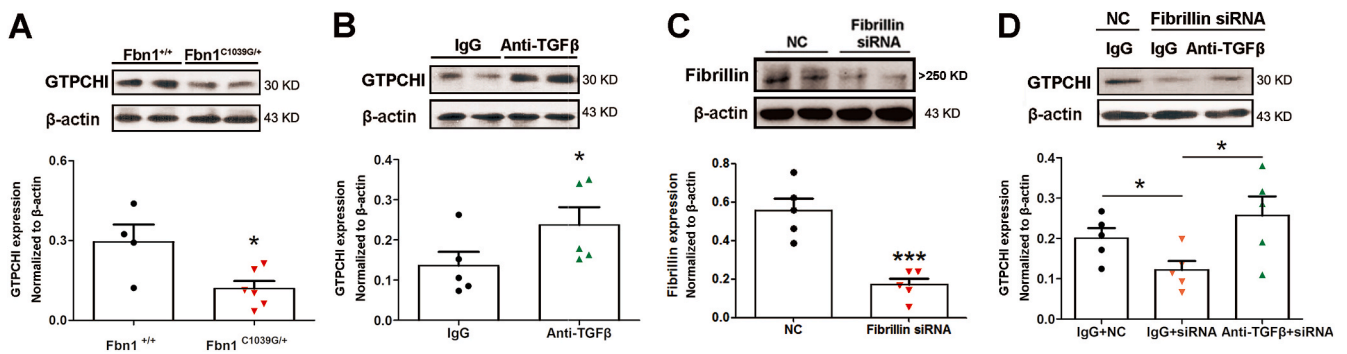 A
Fbn1+/+ Fbn1C1039G/+
GTPCHI
30 KD
β-actin
43 KD
GTPCHI expression
Normalized to β-actin
0.6
0.3
0.0
*
Fbn1 +/+
Fbn1 C1039G/+
B
IgG Anti-TGFβ
GTPCHI
30 KD
β-actin
43 KD
GTPCHI expression
Normalized to β-actin
0.4
0.3
0.2
0.1
0.0
*
IgG
Anti-TGFβ
C
NC
Fibrillin
siRNA
Fibrillin
>250 KD
β-actin
43 KD
Fibrillin expression
Normalized to β-actin
0.8
0.6
0.4
0.2
0.0
***
NC
Fibrillin siRNA
D
NC Fibrillin siRNA
IgG IgG Anti-TGFβ
GTPCHI
30 KD
β-actin
43 KD
GTPCHI expression
Normalized to β-actin
0.4
0.3
0.2
0.1
0.0
*
*
IgG+NC
IgG+siRNA
Anti-TGFβ+siRNA